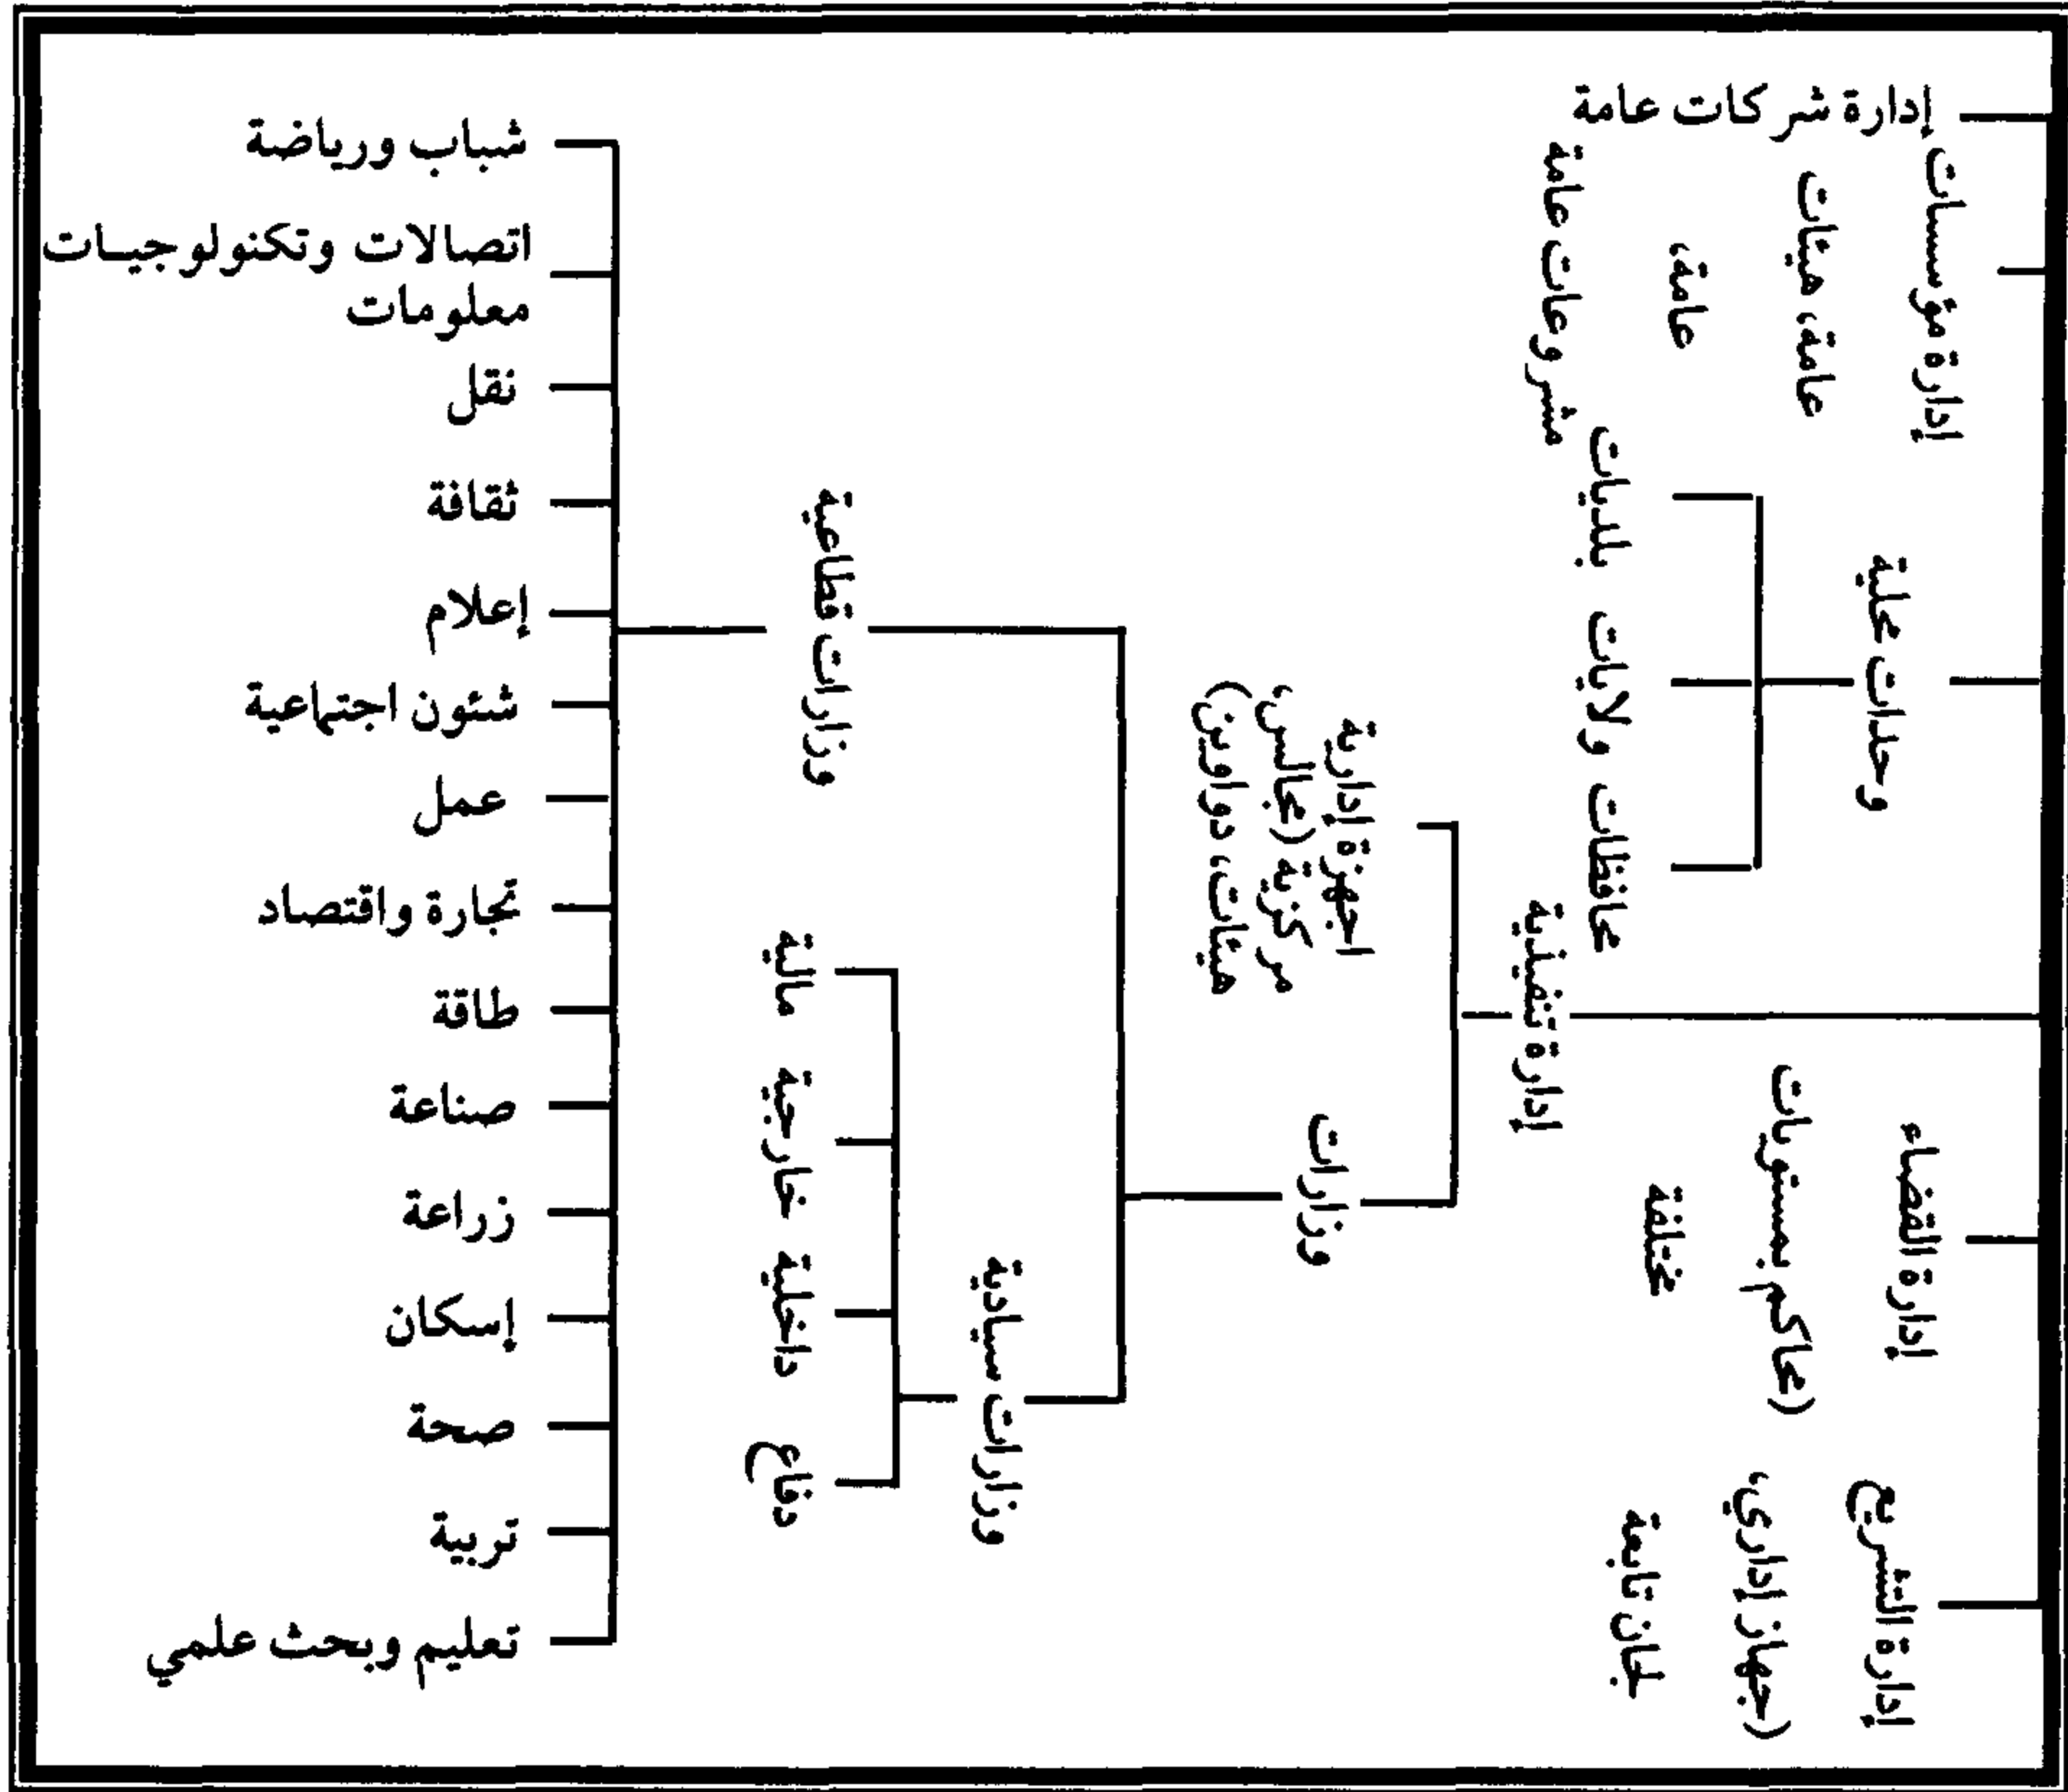 إدارة شركات عامة
إدارة مؤسسات
عامة، هيئات
عامة،
مشروعات عامة
وحدات محلية
بلديات
ولايات
محافظات
إدارة تنفيذية
إدارة القضاء
(محاكم بمستويات
مختلفة
إدارة التشريع
(جهاز إداري،
لجان تابعة
اجهزة إدارية
مركزية (مجالس،
هيئات، دواوين)
وزارات
وزارات قطاعية
وزارات سيادية
مالية
خارجية
داخلية
دفاع
شباب ورياضة
اتصالات وتكنولوجيات
معلومات
نقل
ثقافة
إعلام
شئون اجتماعية
عمل
تجارة واقتصاد
طاقة
صناعة
زراعة
إسكان
صحة
تربية
تعليم وبحث علمي